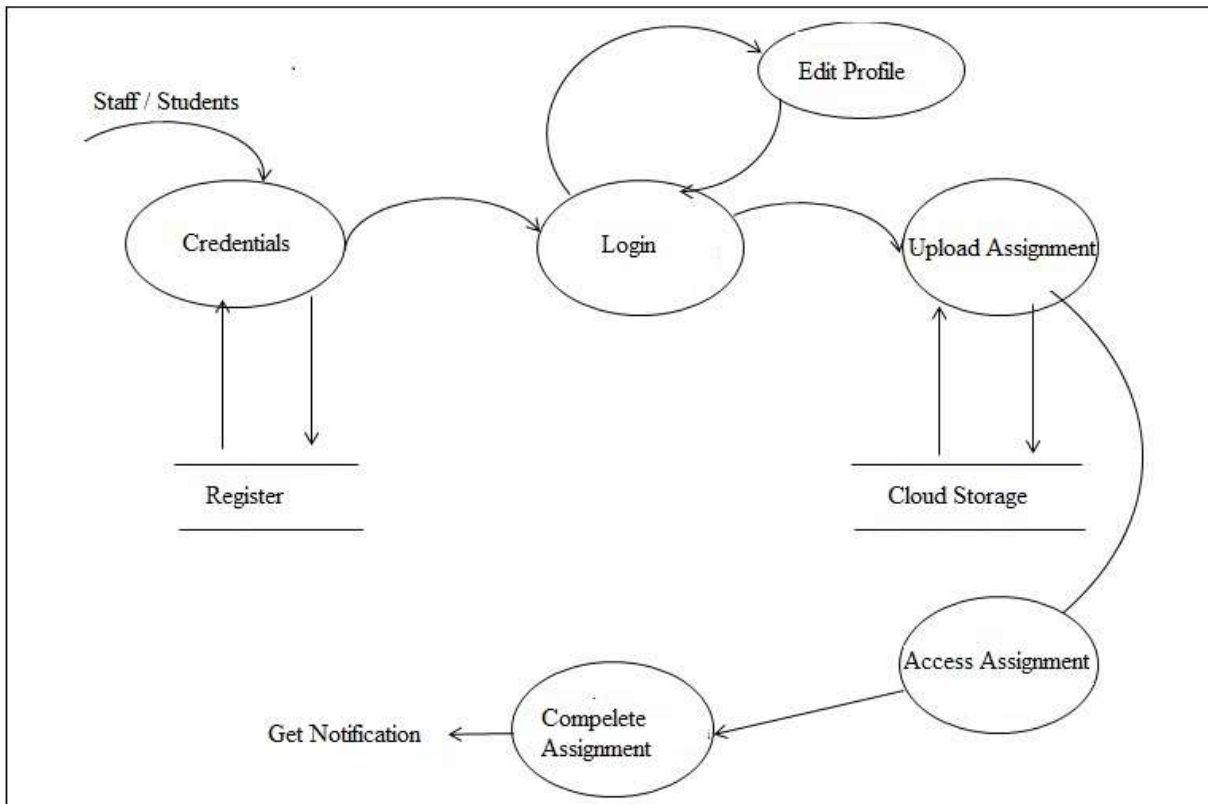 Edit Profile
Staff / Students
Credentials
Login
Upload Assignment
Register
Cloud Storage
Access Assignment
Compelete
Assignment
Get Notification